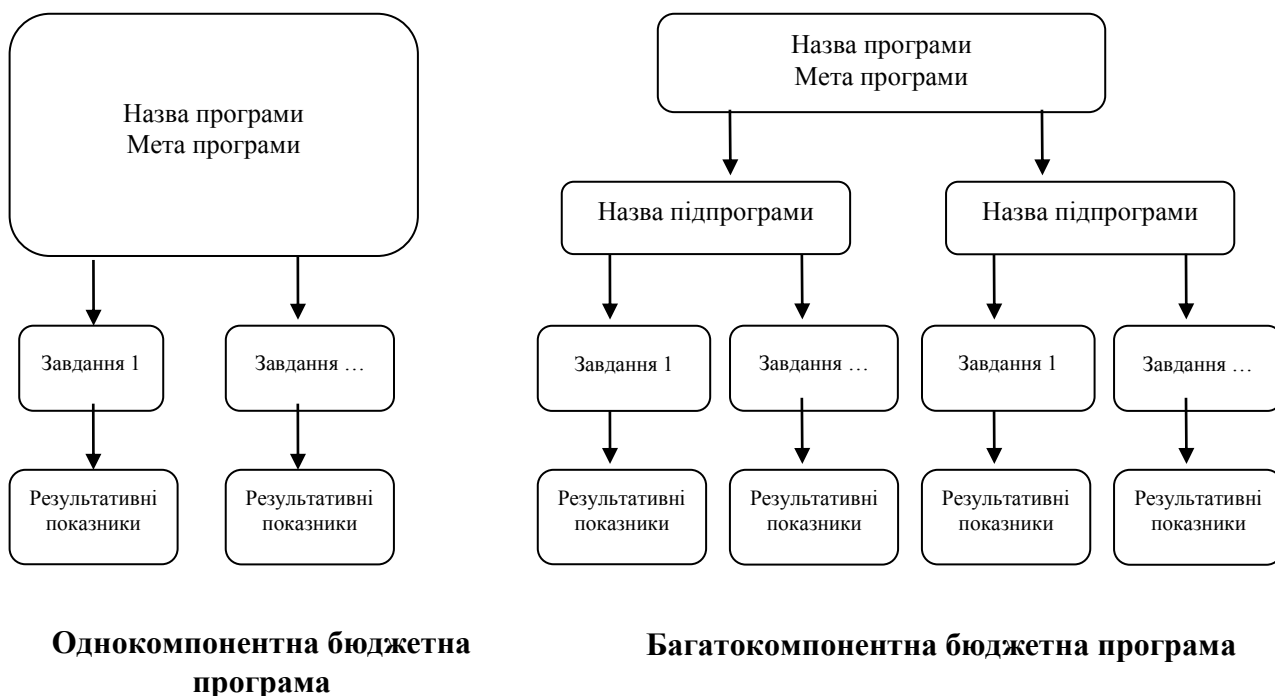 Назва програми
Мета програми
Завдання 1
Завдання …
Результативні
показники
Результативні
показники
Однокомпонентна бюджетна
програма
Назва програми
Мета програми
Назва підпрограми
Назва підпрограми
Завдання 1
Завдання …
Завдання 1
Завдання …
Результативні
показники
Результативні
показники
Результативні
показники
Результативні
показники
Багатокомпонентна бюджетна програма